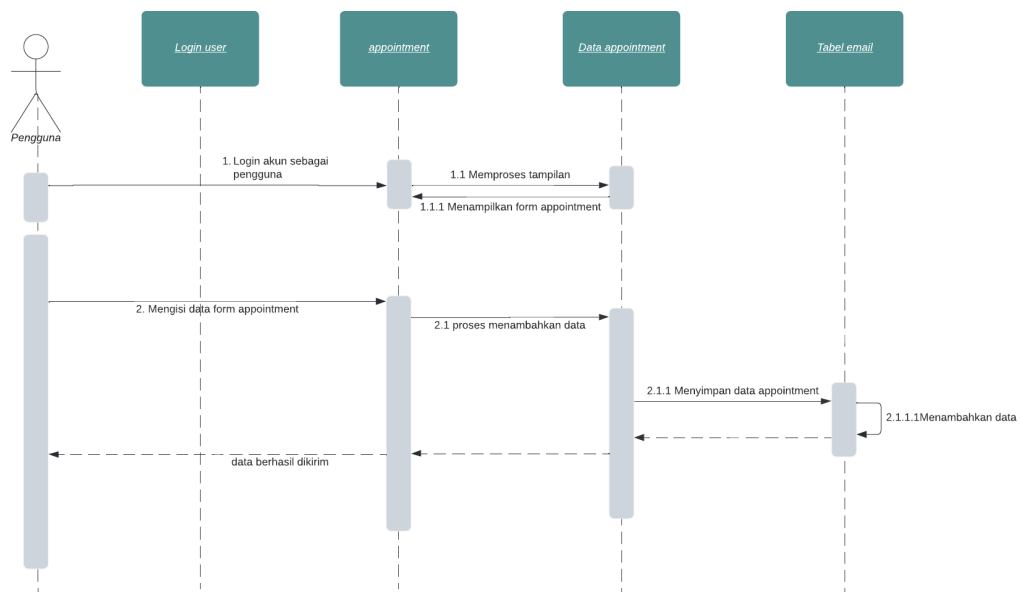 Login user
appointment
Data appointment
Tabel email
Pengguna
1. Login akun sebagai
pengguna
1.1 Memproses tampilan
1.1.1 Menampilkan form appointment
2. Mengisi data form appointment
2.1 proses menambahkan data
2.1.1 Menyimpan data appointment
2.1.1.1Menambahkan data
data berhasil dikirim